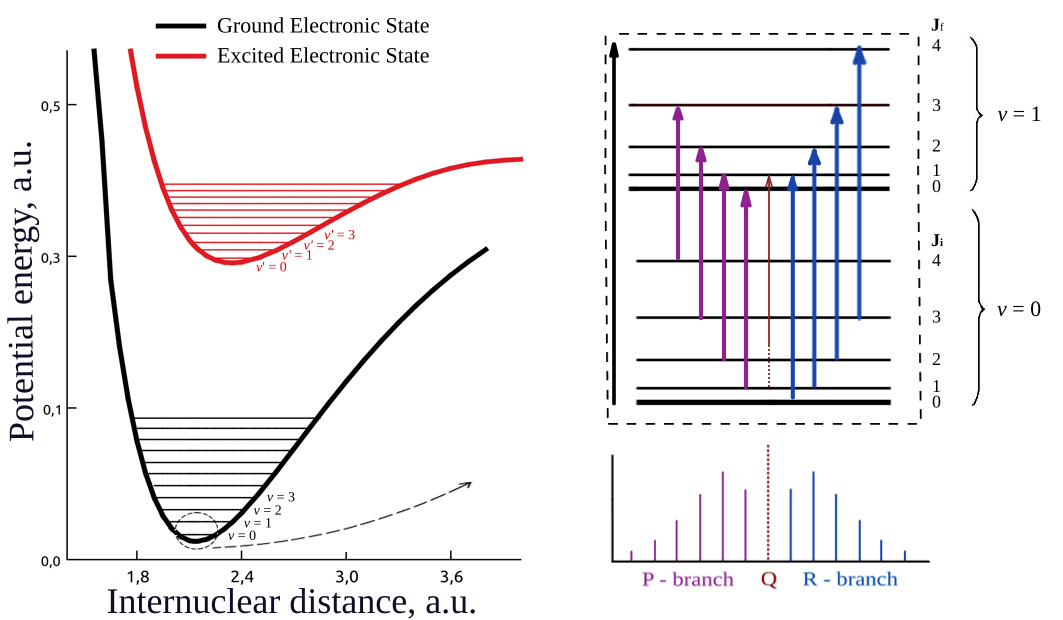 Ground Electronic State
Excited Electronic State
Potential energy, a.u.
0,5
0,3
0,1
0,0
1,8
2,4
3,0
3,6
Internuclear distance, a.u.
v' = 3
v' = 2
v' = 1
v' = 0
v = 3
v = 2
v = 1
v = 0
Jf
4
3
2
1
0
v = 1
Ji
4
3
2
1
0
v = 0
P - branch
Q
R - branch